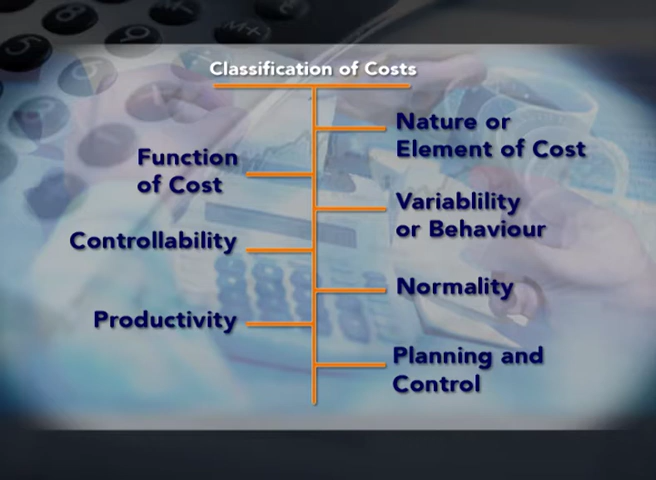 Classification of Costs
Nature or
Element of Cost
Function
of Cost
Variablility
or Behaviour
Controllability
Normality
Productivity
Planning and
Control